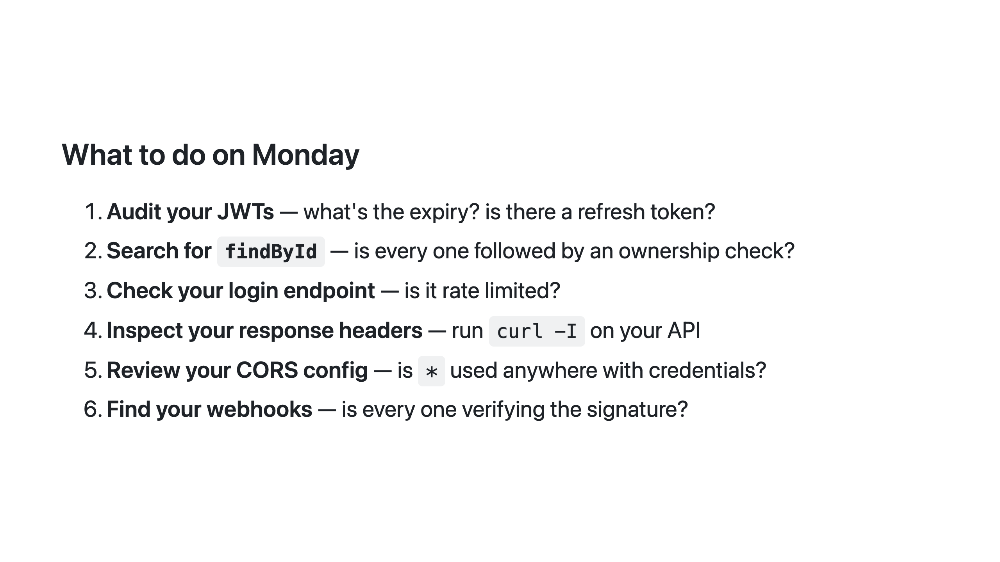 What to do on Monday
1. Audit your JWTs — what's the expiry? is there a refresh token?
2. Search for findById — is every one followed by an ownership check?
3. Check your login endpoint — is it rate limited?
4. Inspect your response headers — run curl -I on your API
5. Review your CORS config — is * used anywhere with credentials?
6. Find your webhooks — is every one verifying the signature?